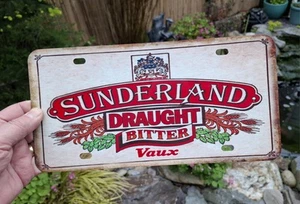 SUNDERLAND
DRAUGHT
BITTER
Vaux